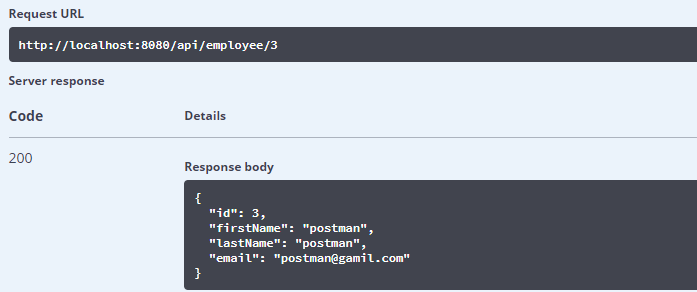 Request URL
http://localhost:8080/api/employee/3
Server response
Code Details
200
Response body
{
"id": 3,
"firstName": "postman",
"lastName": "postman",
"email": "postman@gamil.com"
}